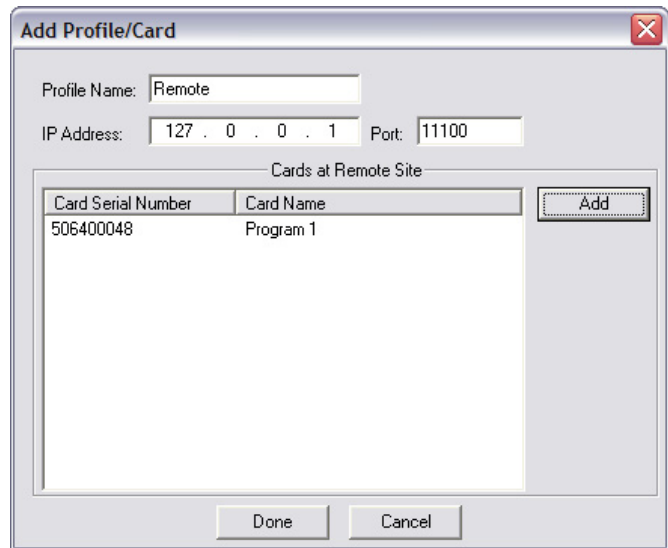 Add Profile/Card
Profile Name: Remote
IP Address: 127 . 0 . 0 . 1 Port: 11100
Cards at Remote Site
Card Serial Number Card Name Add
506400048 Program 1
Done Cancel